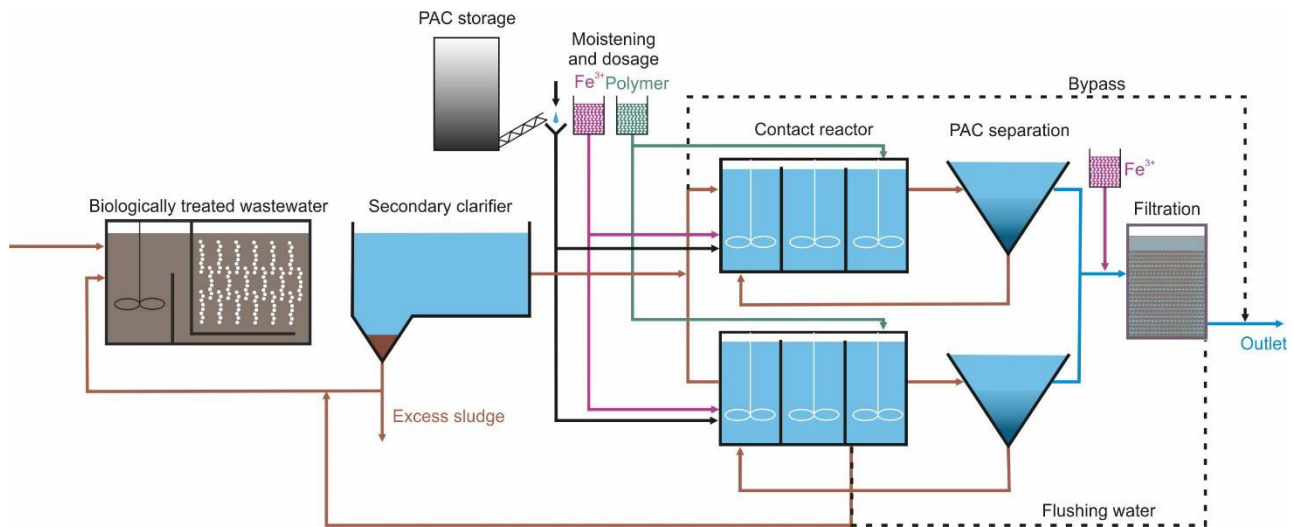 PAC storage
Moistening
and dosage
Fe³⁺
Polymer
Bypass
Contact reactor
PAC separation
Fe³⁺
Biologically treated wastewater
Secondary clarifier
Filtration
Outlet
Excess sludge
Flushing water